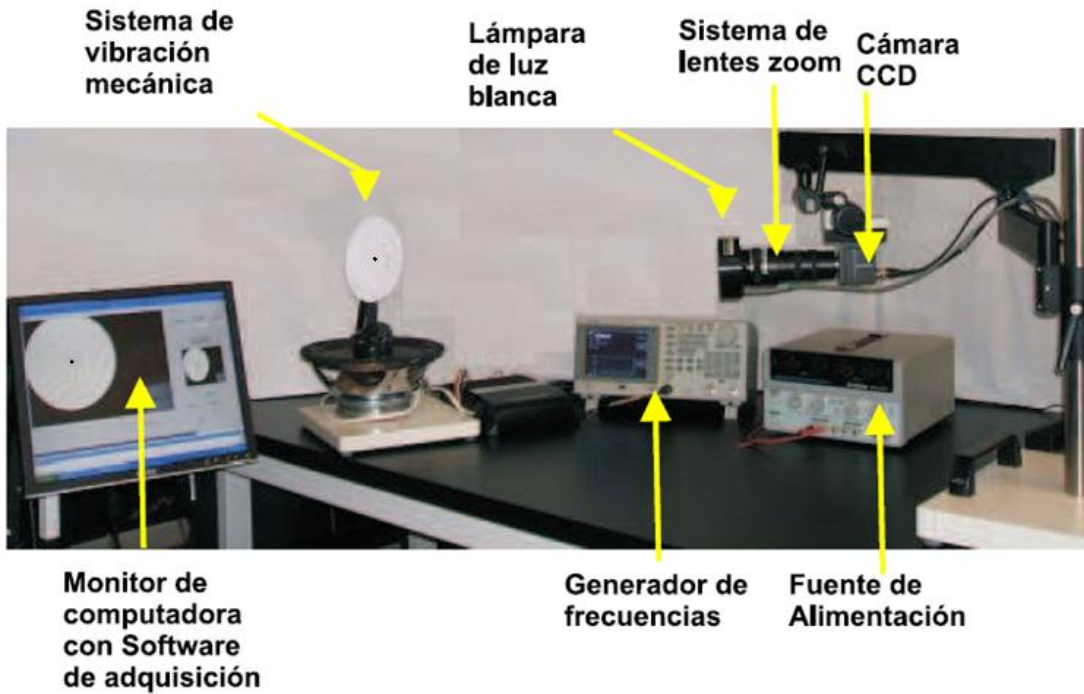 Sistema de
vibración
mecánica
Lámpara
de luz
blanca
Sistema de
lentes zoom
Cámara
CCD
Monitor de
computadora
con Software
de adquisición
Generador de
frecuencias
Fuente de
Alimentación